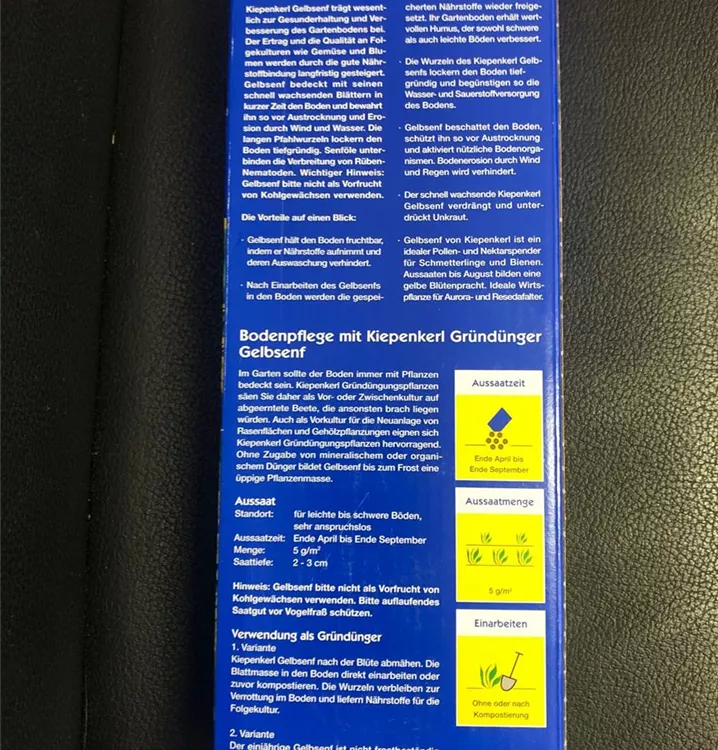 Kiepenkerl Gelbsenf trägt wesent-
lich zur Gesunderhaltung und Ver-
besserung des Gartenbodens bei.
Der Ertrag und die Qualität an Fol-
gekulturen wie Gemüse und Blu-
men werden durch die gute Nähr-
stoffbindung langfristig gesteigert.
Gelbsenf bedeckt mit seinen
schnell wachsenden Blättern in
kurzer Zeit den Boden und bewahrt
ihn so vor Austrocknung und Ero-
sion durch Wind und Wasser. Die
langen Pfahlwurzeln lockern den
Boden tiefgründig. Senföle unter-
binden die Verbreitung von Rüben-
Nematoden. Wichtiger Hinweis:
Gelbsenf bitte nicht als Vorfrucht
von Kohlgewächsen verwenden.
Die Vorteile auf einen Blick:
· Gelbsenf hält den Boden fruchtbar,
indem er Nährstoffe aufnimmt und
deren Auswaschung verhindert.
· Nach Einarbeiten des Gelbsenfs
in den Boden werden die gespei-
cherten Nährstoffe wieder freige-
setzt. Ihr Gartenboden erhält wert-
vollen Humus, der sowohl schwere
als auch leichte Böden verbessert.
· Die Wurzeln des Kiepenkerl Gelb-
senfs lockern den Boden tief-
gründig und begünstigen so die
Wasser- und Sauerstoffversorgung
des Bodens.
· Gelbsenf beschattet den Boden,
schützt ihn so vor Austrocknung
und aktiviert nützliche Bodenorga-
nismen. Bodenerosion durch Wind
und Regen wird verhindert.
· Der schnell wachsende Kiepenkerl
Gelbsenf verdrängt und unter-
drückt Unkraut.
· Gelbsenf von Kiepenkerl ist ein
idealer Pollen- und Nektarspender
für Schmetterlinge und Bienen.
Aussaaten bis August bilden eine
gelbe Blütenpracht. Ideale Wirts-
pflanze für Aurora- und Resedafalter.
Bodenpflege mit Kiepenkerl Gründünger
Gelbsenf
Im Garten sollte der Boden immer mit Pflanzen
bedeckt sein. Kiepenkerl Gründüngungspflanzen
säen Sie daher als Vor- oder Zwischenkultur auf
abgeerntete Beete, die ansonsten brach liegen
würden. Auch als Vorkultur für die Neuanlage von
Rasenflächen und Gehölzpflanzungen eignen sich
Kiepenkerl Gründüngungspflanzen hervorragend.
Ohne Zugabe von mineralischem oder organi-
schem Dünger bildet Gelbsenf bis zum Frost eine
üppige Pflanzenmasse.
Aussaat
Standort: für leichte bis schwere Böden,
sehr anspruchslos
Aussaatzeit: Ende April bis Ende September
Menge: 5 g/m²
Saattiefe: 2 - 3 cm
Hinweis: Gelbsenf bitte nicht als Vorfrucht von
Kohlgewächsen verwenden. Bitte auflaufendes
Saatgut vor Vogelfraß schützen.
Verwendung als Gründünger
1. Variante
Kiepenkerl Gelbsenf nach der Blüte abmähen. Die
Blattmasse in den Boden direkt einarbeiten oder
zuvor kompostieren. Die Wurzeln verbleiben zur
Verrottung im Boden und liefern Nährstoffe für die
Folgekultur.
2. Variante
Der einjährige Gelbsenf ist nicht frostbeständig
Aussaatzeit
Ende April bis
Ende September
Aussaatmenge
5 g/m²
Einarbeiten
Ohne oder nach
Kompostierung